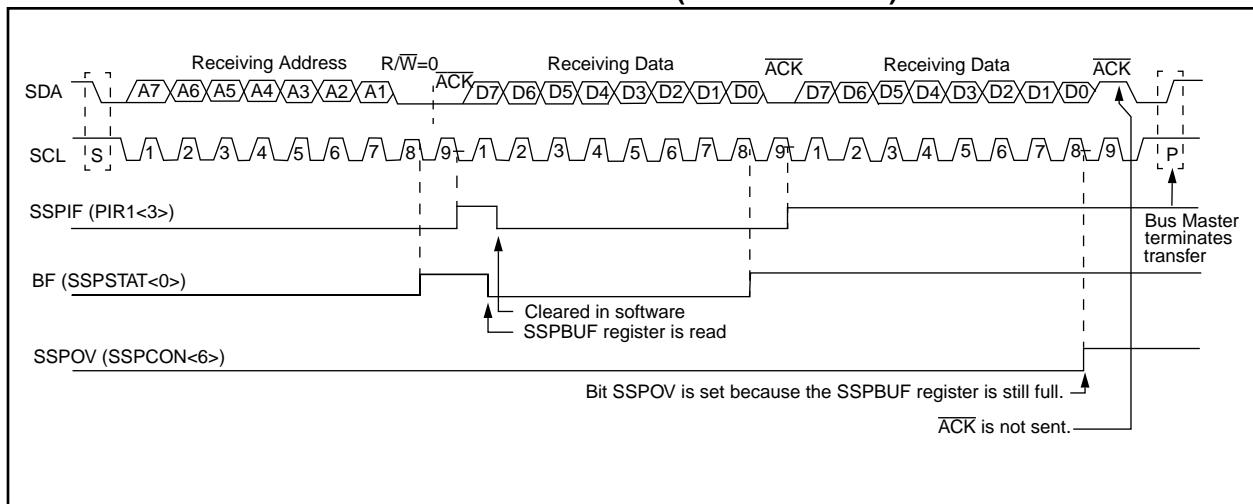 Receiving Address R/W̅=0 A̅C̅K̅ Receiving Data A̅C̅K̅ Receiving Data A̅C̅K̅
SDA A7 A6 A5 A4 A3 A2 A1 D7 D6 D5 D4 D3 D2 D1 D0 D7 D6 D5 D4 D3 D2 D1 D0
SCL S 1 2 3 4 5 6 7 8 9 1 2 3 4 5 6 7 8 9 1 2 3 4 5 6 7 8 9 P
SSPIF (PIR1<3>)
Bus Master
terminates
transfer
BF (SSPSTAT<0>)
Cleared in software
SSPBUF register is read
SSPOV (SSPCON<6>)
Bit SSPOV is set because the SSPBUF register is still full.
A̅C̅K̅ is not sent.